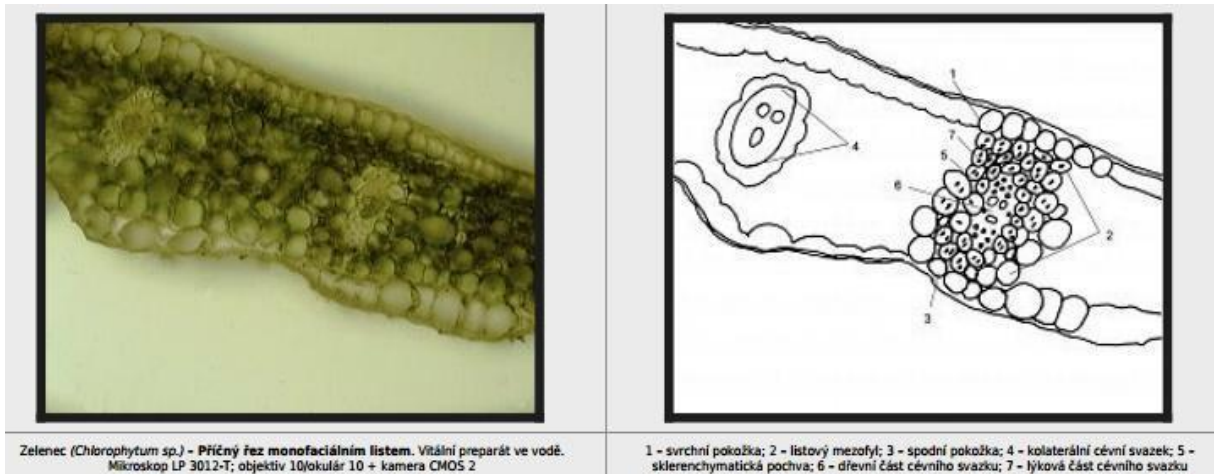 1
7
5
4
6
2
3
Zelenec (Chlorophytum sp.) – Příčný řez monofaciálním listem. Vitální preparát ve vodě.
Mikroskop LP 3012-T; objektiv 10/okulár 10 + kamera CMOS 2
1 – svrchní pokožka; 2 – listový mezofyl; 3 – spodní pokožka; 4 – kolaterální cévní svazek; 5 –
sklerenchymatická pochva; 6 – dřevní část cévního svazku; 7 – lýková část cévního svazku